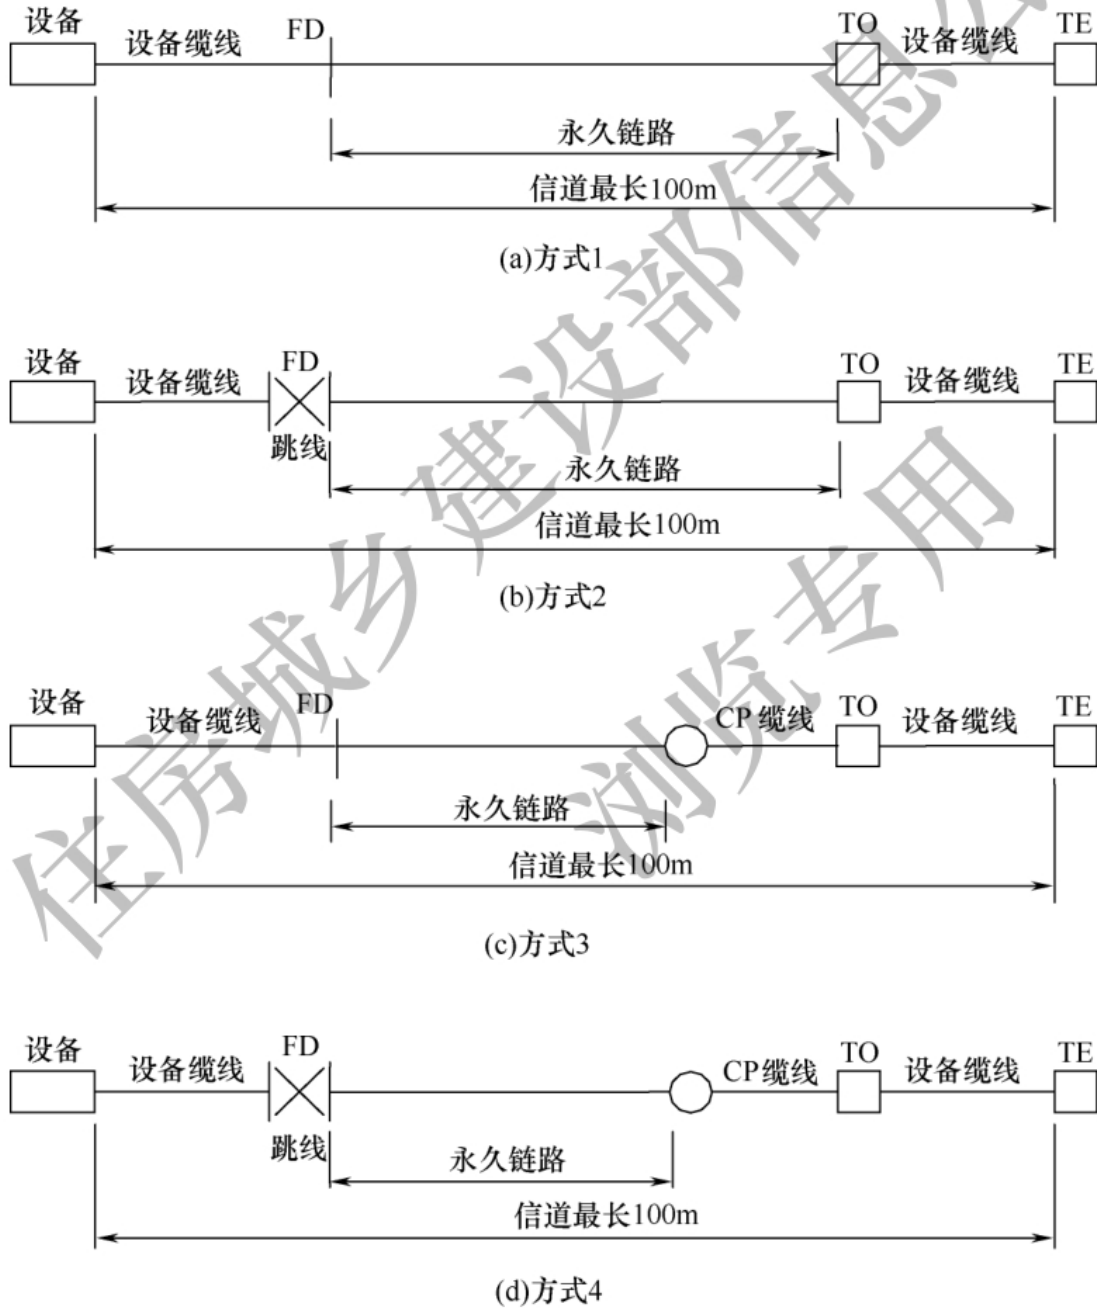 设备 设备缆线 FD TO 设备缆线 TE
永久链路
信道最长100m
(a)方式1
设备 设备缆线 FD TO 设备缆线 TE
跳线
永久链路
信道最长100m
(b)方式2
设备 设备缆线 FD CP 缆线 TO 设备缆线 TE
永久链路
信道最长100m
(c)方式3
设备 设备缆线 FD CP 缆线 TO 设备缆线 TE
跳线
永久链路
信道最长100m
(d)方式4
住房城乡建设部信息公
浏览专用